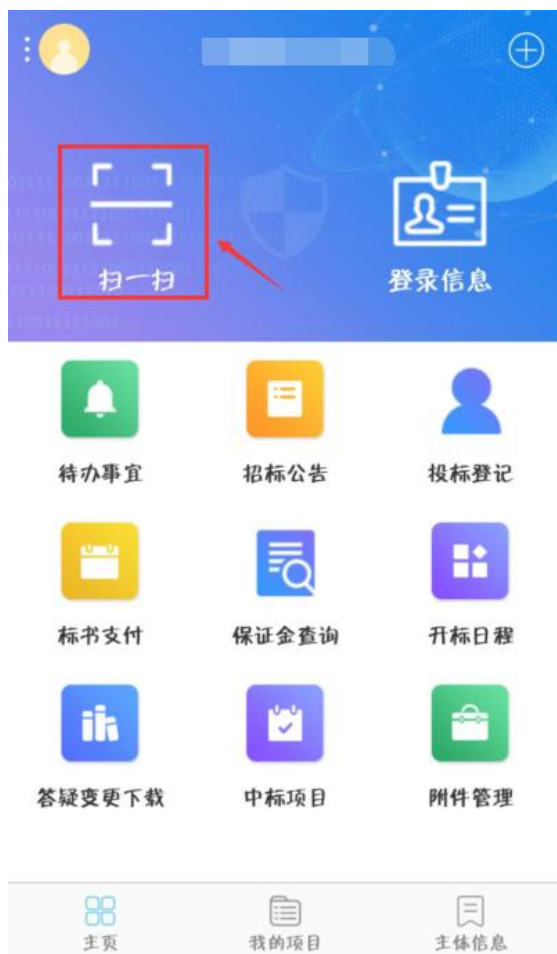 扫一扫
登录信息
待办事宜
招标公告
投标登记
标书支付
保证金查询
开标日程
答疑变更下载
中标项目
附件管理
主页
我的项目
主体信息